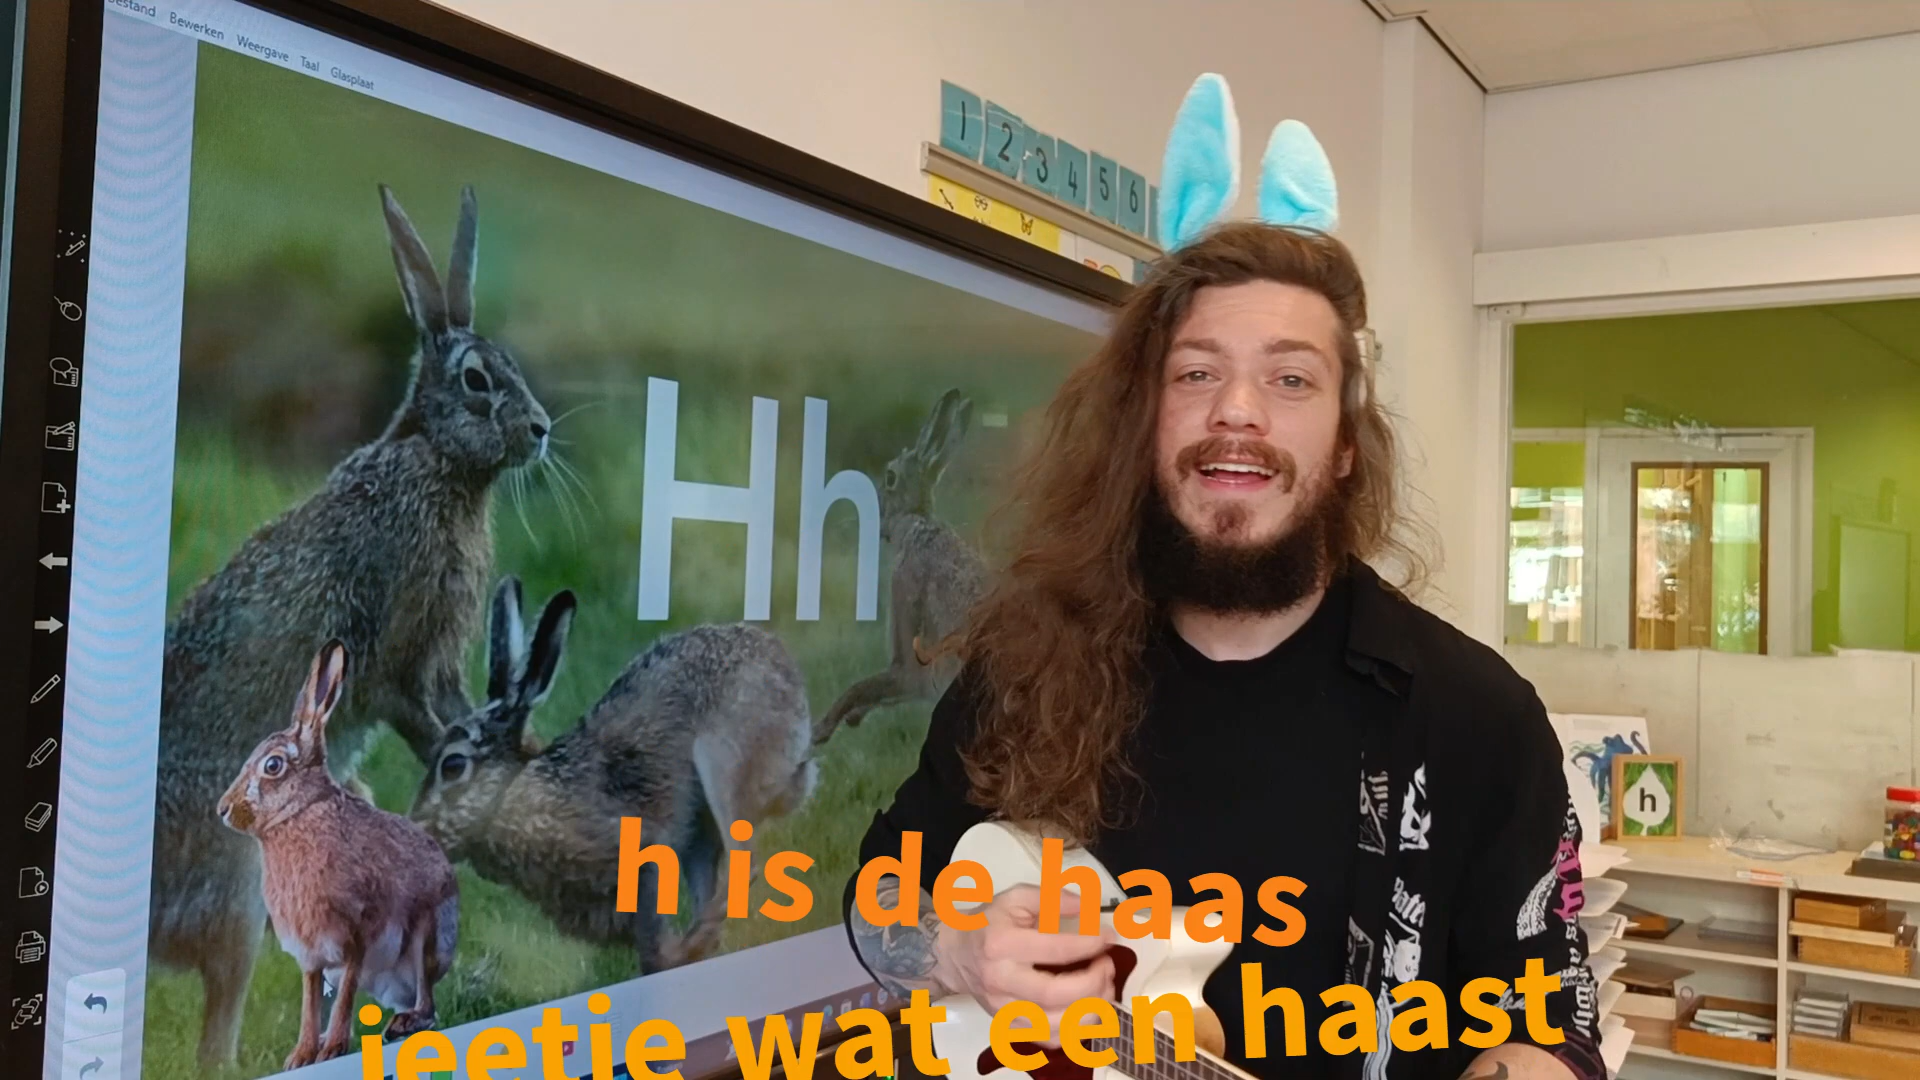 Bestand Bewerken Weergave Taal Glasplaat
1 2 3 4 5 6
Hh
h
h is de haas
jeetje wat een haast